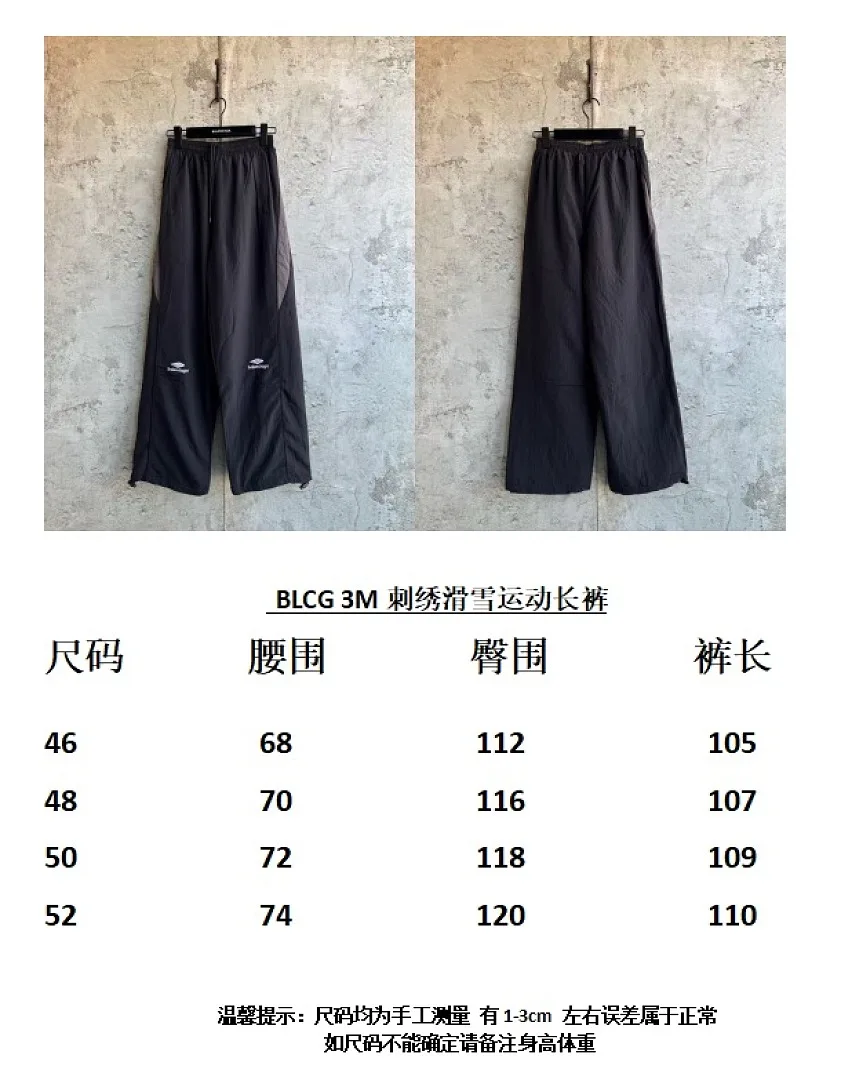 BLCG 3M 刺绣滑雪运动长裤
尺码 腰围 臀围 裤长
46 68 112 105
48 70 116 107
50 72 118 109
52 74 120 110
温馨提示：尺码均为手工测量 有1-3cm 左右误差属于正常
如尺码不能确定请备注身高体重